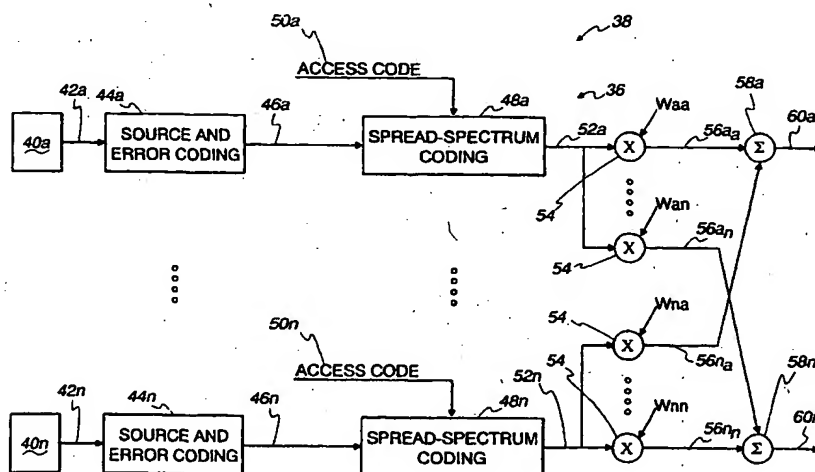 50a
38
ACCESS CODE
36
58a
42a
44a
46a
48a
52a
Waa
56aa
60a
40a
SOURCE AND
ERROR CODING
SPREAD-SPECTRUM
CODING
X
Σ
54
Wan
56an
X
54
50n
54
Wna
X
ACCESS CODE
56na
54
58n
42n
44n
46n
48n
52n
Wnn
56nn
60n
40n
SOURCE AND
ERROR CODING
SPREAD-SPECTRUM
CODING
X
Σ